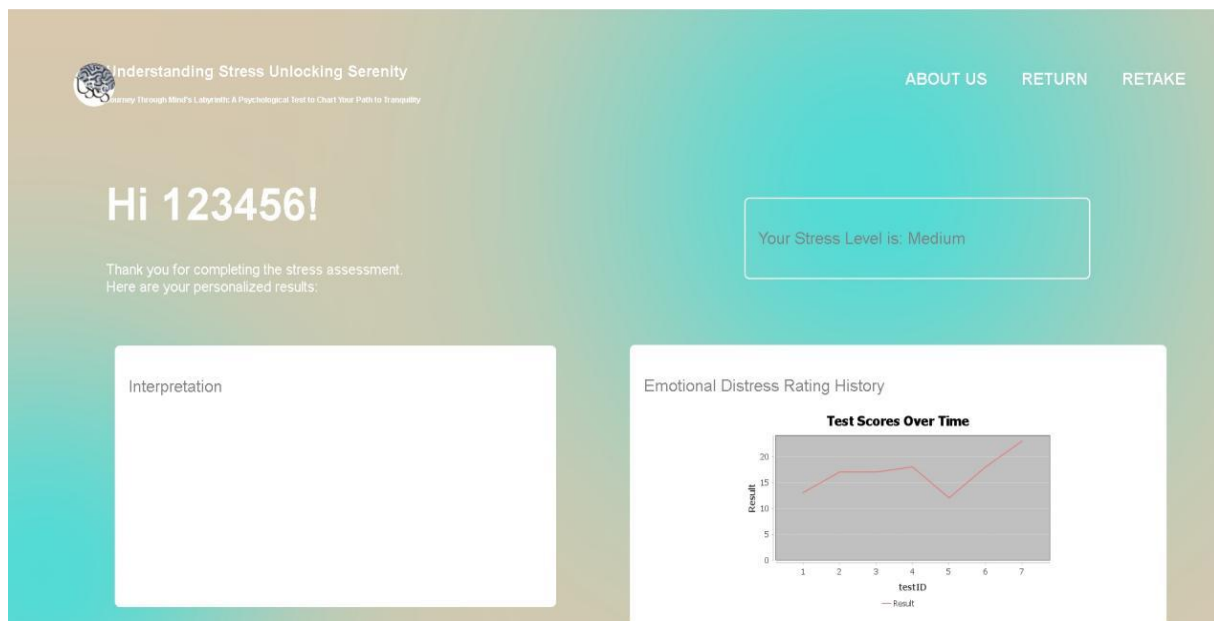 Understanding Stress Unlocking Serenity
Journey Through Mind's Labyrinth: A Psychological Test to Chart Your Path to Tranquility
ABOUT US
RETURN
RETAKE
Hi 123456!
Your Stress Level is: Medium
Thank you for completing the stress assessment.
Here are your personalized results:
Interpretation
Emotional Distress Rating History
Test Scores Over Time
20
15
10
5
0
Result
1 2 3 4 5 6 7
testID
Result